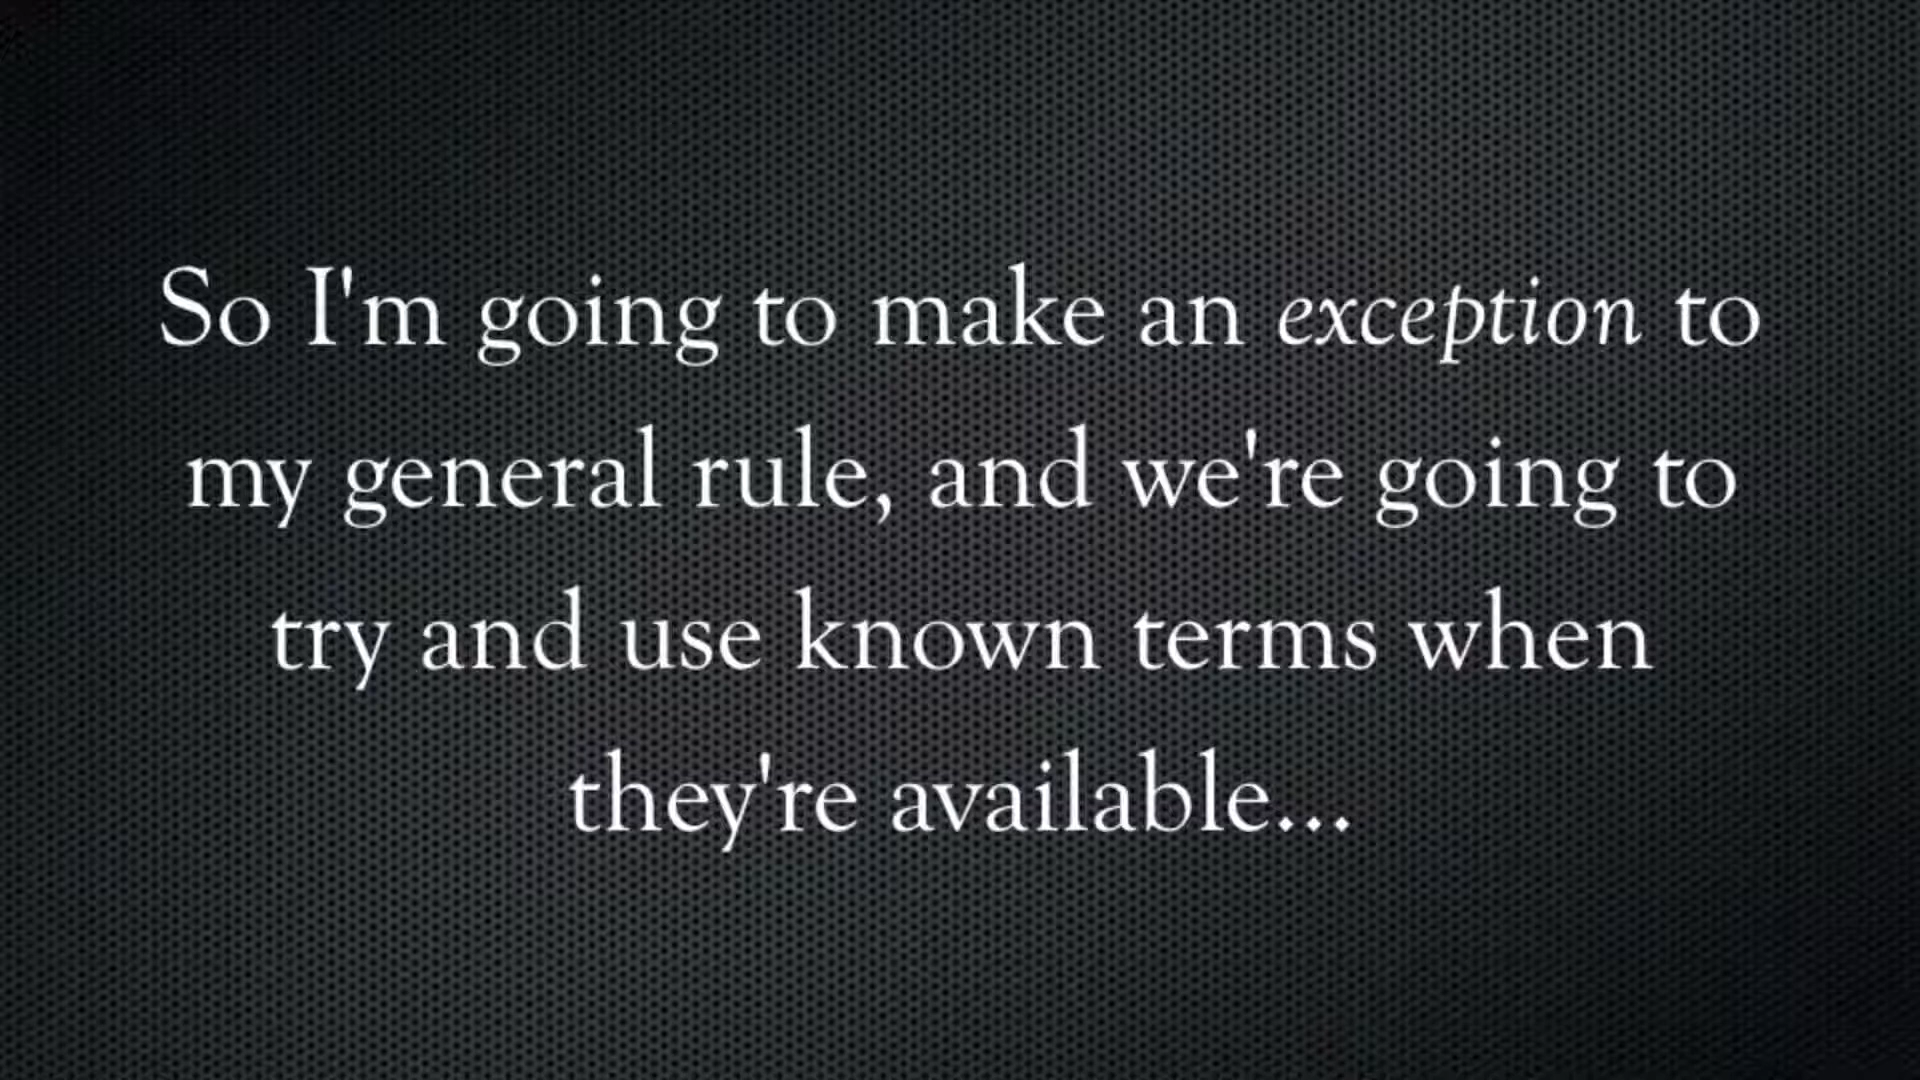 So I'm going to make an exception to
my general rule, and we're going to
try and use known terms when
they're available...